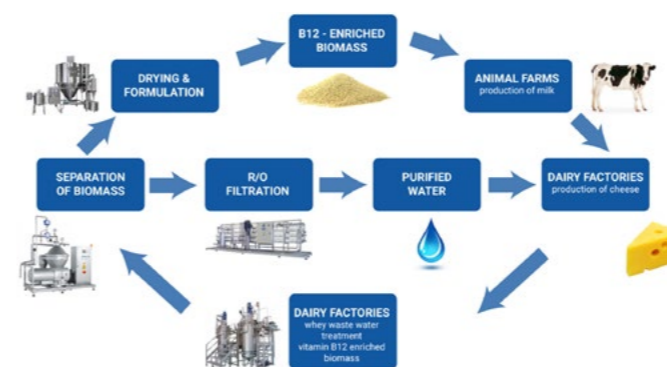 B12 - ENRICHED
BIOMASS
DRYING &
FORMULATION
ANIMAL FARMS
production of milk
SEPARATION
OF BIOMASS
R/O
FILTRATION
PURIFIED
WATER
DAIRY FACTORIES
production of cheese
DAIRY FACTORIES
whey waste water
treatment
vitamin B12 enriched
biomass